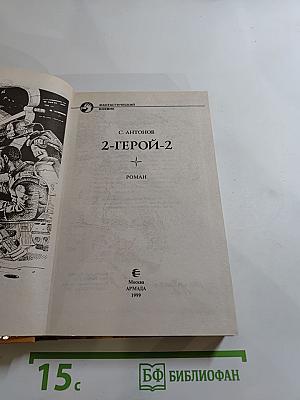 ФАНТАСТИЧЕСКИЙ
БОЕВИК
С. АНТОНОВ
2-ГЕРОЙ-2
РОМАН
Москва
АРМАДА
1999
15с
БФ БИБЛИОФАН